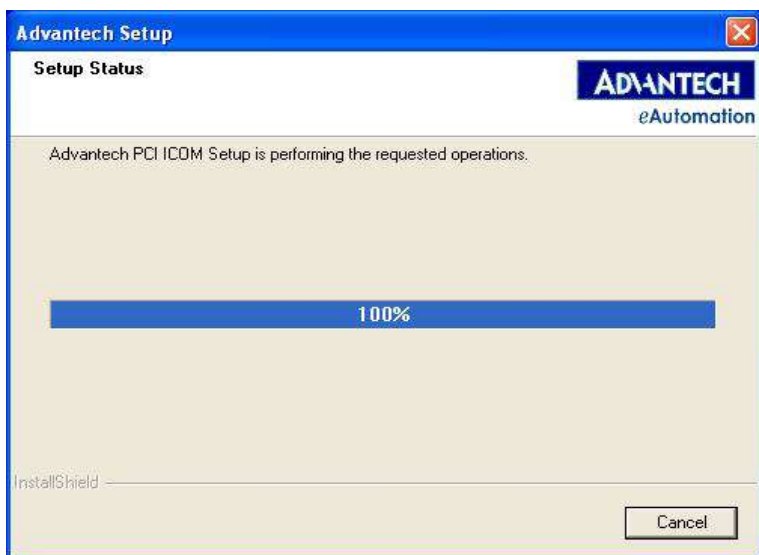 Advantech Setup
Setup Status
ADVANTECH
eAutomation
Advantech PCI ICOM Setup is performing the requested operations.
100%
InstallShield
Cancel